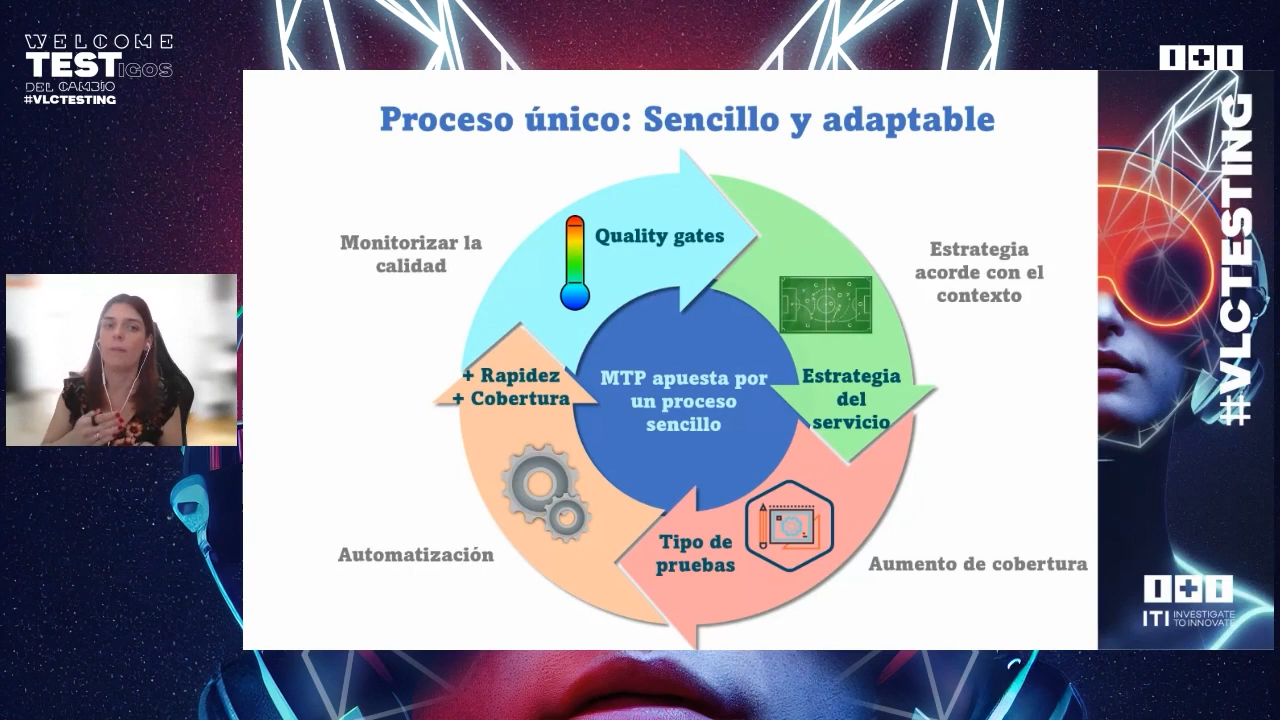 WELCOME
TESTIGOS
DEL CAMBIO
#VLCTESTING
Proceso único: Sencillo y adaptable
Monitorizar la
calidad
Quality gates
Estrategia
acorde con el
contexto
+ Rapidez
+ Cobertura
MTP apuesta por
un proceso
sencillo
Estrategia
del
servicio
Tipo de
pruebas
Automatización
Aumento de cobertura
#VLCTESTING
ITI
INVESTIGATE
TO INNOVATE